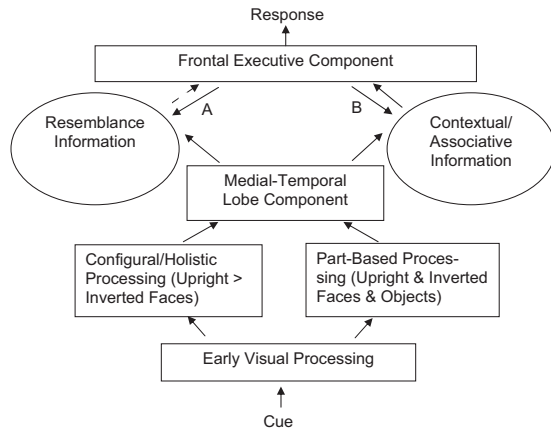 Response
Frontal Executive Component
A
B
Resemblance
Information
Contextual/
Associative
Information
Medial-Temporal
Lobe Component
Configural/Holistic
Processing (Upright >
Inverted Faces)
Part-Based Proces-
sing (Upright & Inverted
Faces & Objects)
Early Visual Processing
Cue